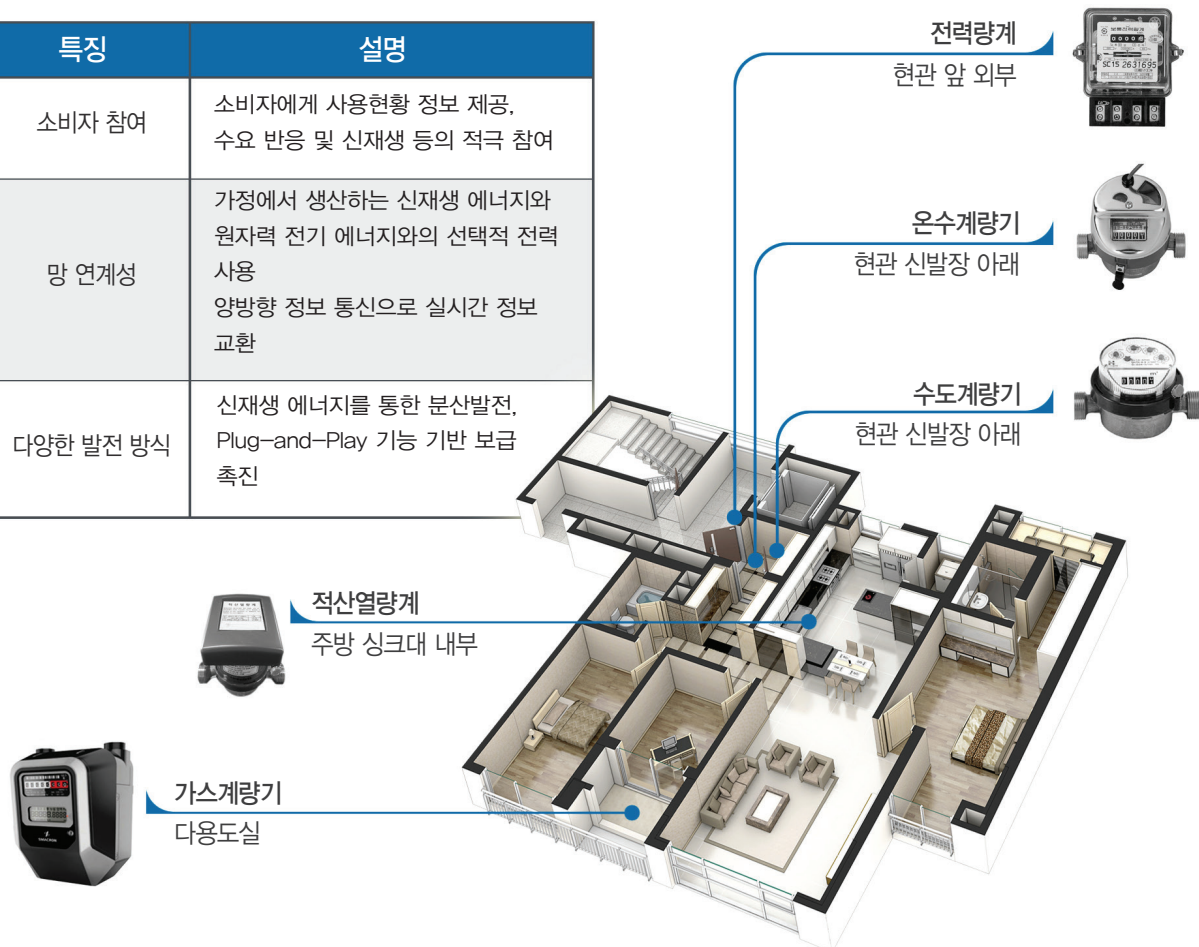 특징
설명
소비자 참여
소비자에게 사용현황 정보 제공,
수요 반응 및 신재생 등의 적극 참여
망 연계성
가정에서 생산하는 신재생 에너지와
원자력 전기 에너지와의 선택적 전력
사용
양방향 정보 통신으로 실시간 정보
교환
다양한 발전 방식
신재생 에너지를 통한 분산발전,
Plug-and-Play 기능 기반 보급
촉진
전력량계
현관 앞 외부
SC15 2631695
온수계량기
현관 신발장 아래
수도계량기
현관 신발장 아래
적산열량계
적산열량계
주방 싱크대 내부
가스계량기
다용도실